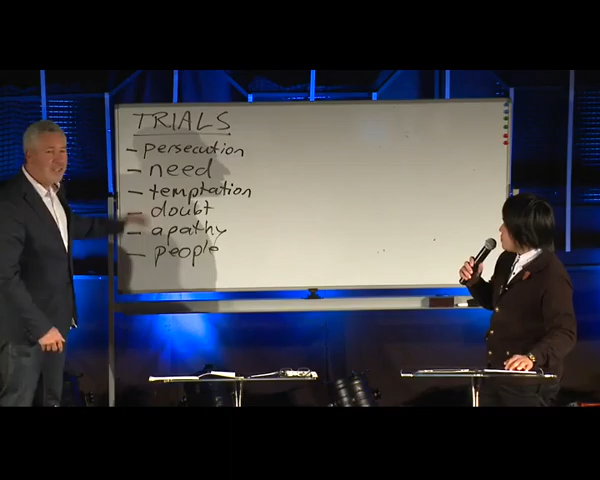 TRIALS
- persecution
- need
- temptation
- doubt
- apathy
- people